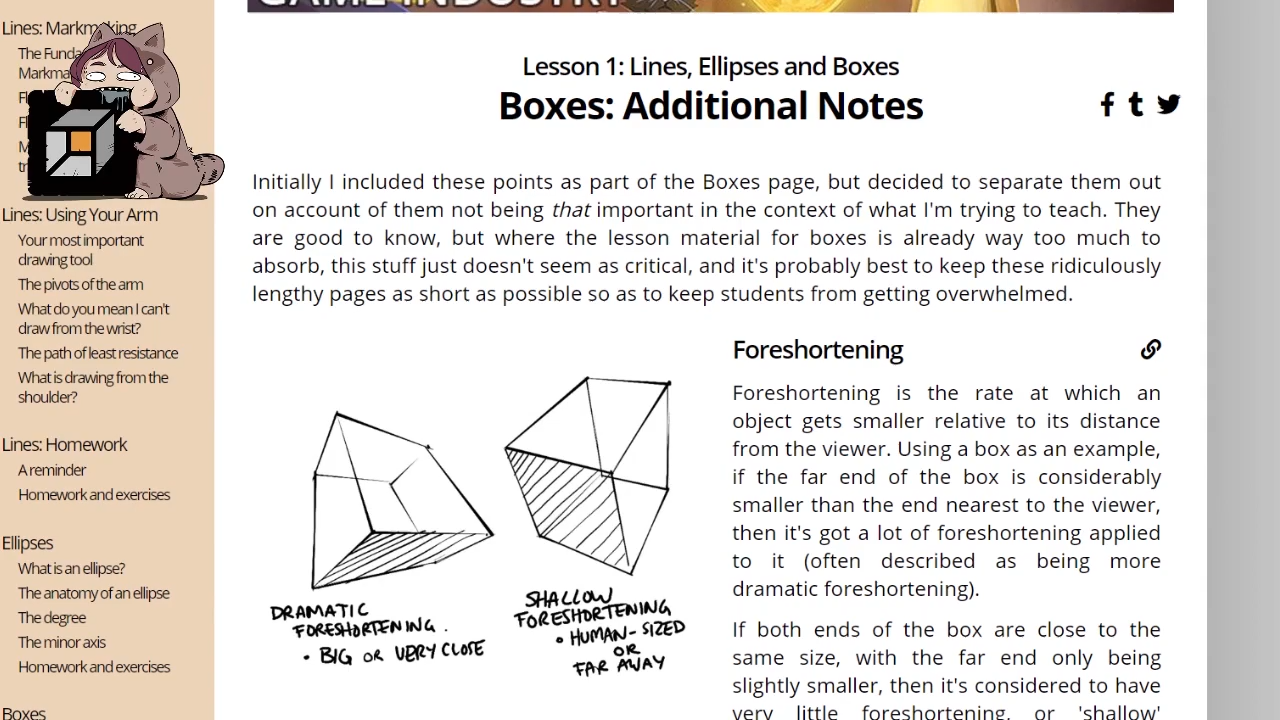 GAME INDUSTRY
Lines: Markmaking
The Funda
Markma
Fl
Fl
M
tr
Lines: Using Your Arm
Your most important
drawing tool
The pivots of the arm
What do you mean I can't
draw from the wrist?
The path of least resistance
What is drawing from the
shoulder?
Lines: Homework
A reminder
Homework and exercises
Ellipses
What is an ellipse?
The anatomy of an ellipse
The degree
The minor axis
Homework and exercises
Boxes
Lesson 1: Lines, Ellipses and Boxes
Boxes: Additional Notes
Initially I included these points as part of the Boxes page, but decided to separate them out
on account of them not being that important in the context of what I'm trying to teach. They
are good to know, but where the lesson material for boxes is already way too much to
absorb, this stuff just doesn't seem as critical, and it's probably best to keep these ridiculously
lengthy pages as short as possible so as to keep students from getting overwhelmed.
DRAMATIC
FORESHORTENING.
• BIG OR VERY CLOSE
SHALLOW
FORESHORTENING
• HUMAN-SIZED
OR
FAR AWAY
Foreshortening
Foreshortening is the rate at which an
object gets smaller relative to its distance
from the viewer. Using a box as an example,
if the far end of the box is considerably
smaller than the end nearest to the viewer,
then it's got a lot of foreshortening applied
to it (often described as being more
dramatic foreshortening).
If both ends of the box are close to the
same size, with the far end only being
slightly smaller, then it's considered to have
very little foreshortening, or 'shallow'